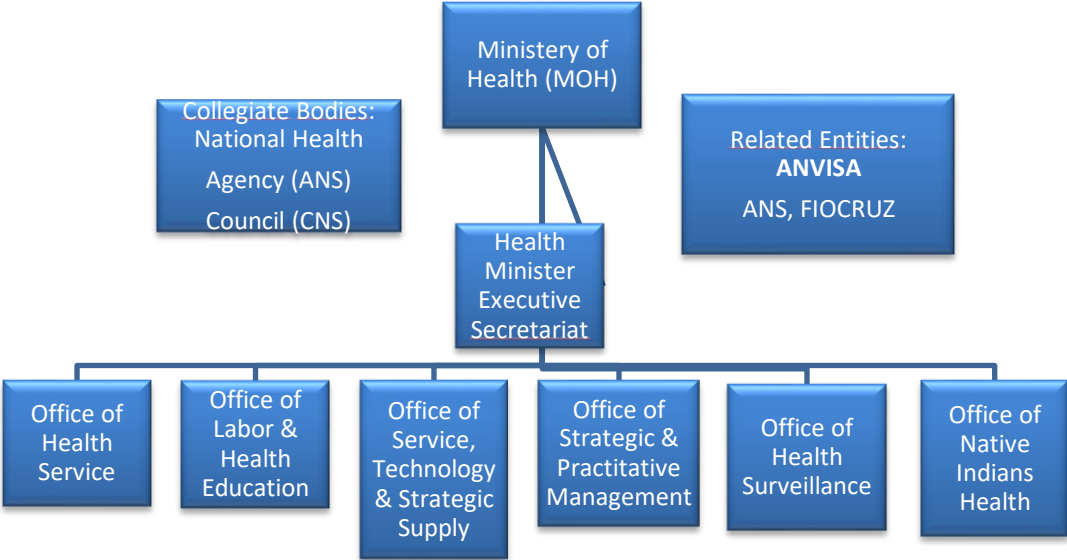 Ministery of
Health (MOH)
Collegiate Bodies:
National Health
Agency (ANS)
Council (CNS)
Related Entities:
ANVISA
ANS, FIOCRUZ
Health
Minister
Executive
Secretariat
Office of
Health
Service
Office of
Labor &
Health
Education
Office of
Service,
Technology
& Strategic
Supply
Office of
Strategic &
Practitative
Management
Office of
Health
Surveillance
Office of
Native
Indians
Health